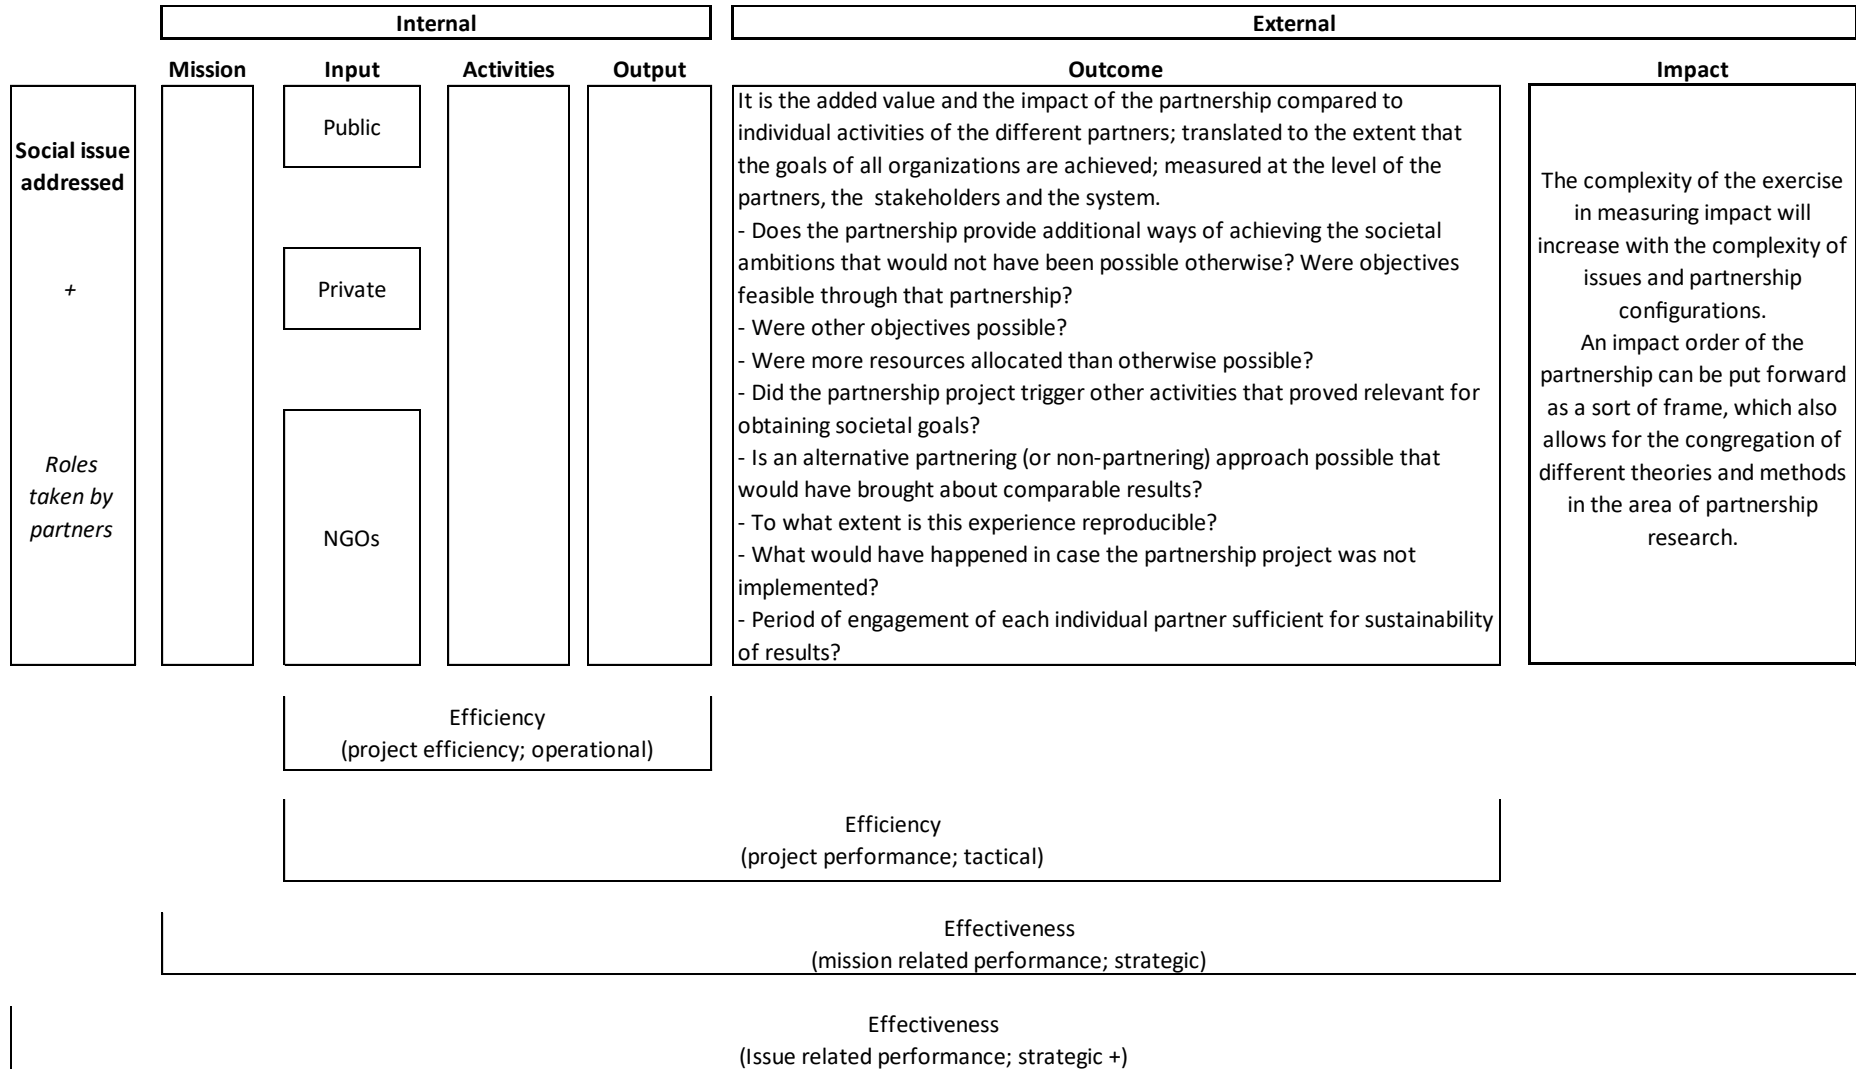 Internal
External
Mission
Input
Activities
Output
Outcome
Impact
Social issue
addressed
+
Roles
taken by
partners
Public
Private
NGOs
It is the added value and the impact of the partnership compared to
individual activities of the different partners; translated to the extent that
the goals of all organizations are achieved; measured at the level of the
partners, the  stakeholders and the system.
- Does the partnership provide additional ways of achieving the societal
ambitions that would not have been possible otherwise? Were objectives
feasible through that partnership?
- Were other objectives possible?
- Were more resources allocated than otherwise possible?
- Did the partnership project trigger other activities that proved relevant for
obtaining societal goals?
- Is an alternative partnering (or non-partnering) approach possible that
would have brought about comparable results?
- To what extent is this experience reproducible?
- What would have happened in case the partnership project was not
implemented?
- Period of engagement of each individual partner sufficient for sustainability
of results?
The complexity of the exercise
in measuring impact will
increase with the complexity of
issues and partnership
configurations.
An impact order of the
partnership can be put forward
as a sort of frame, which also
allows for the congregation of
different theories and methods
in the area of partnership
research.
Efficiency
(project efficiency; operational)
Efficiency
(project performance; tactical)
Effectiveness
(mission related performance; strategic)
Effectiveness
(Issue related performance; strategic +)